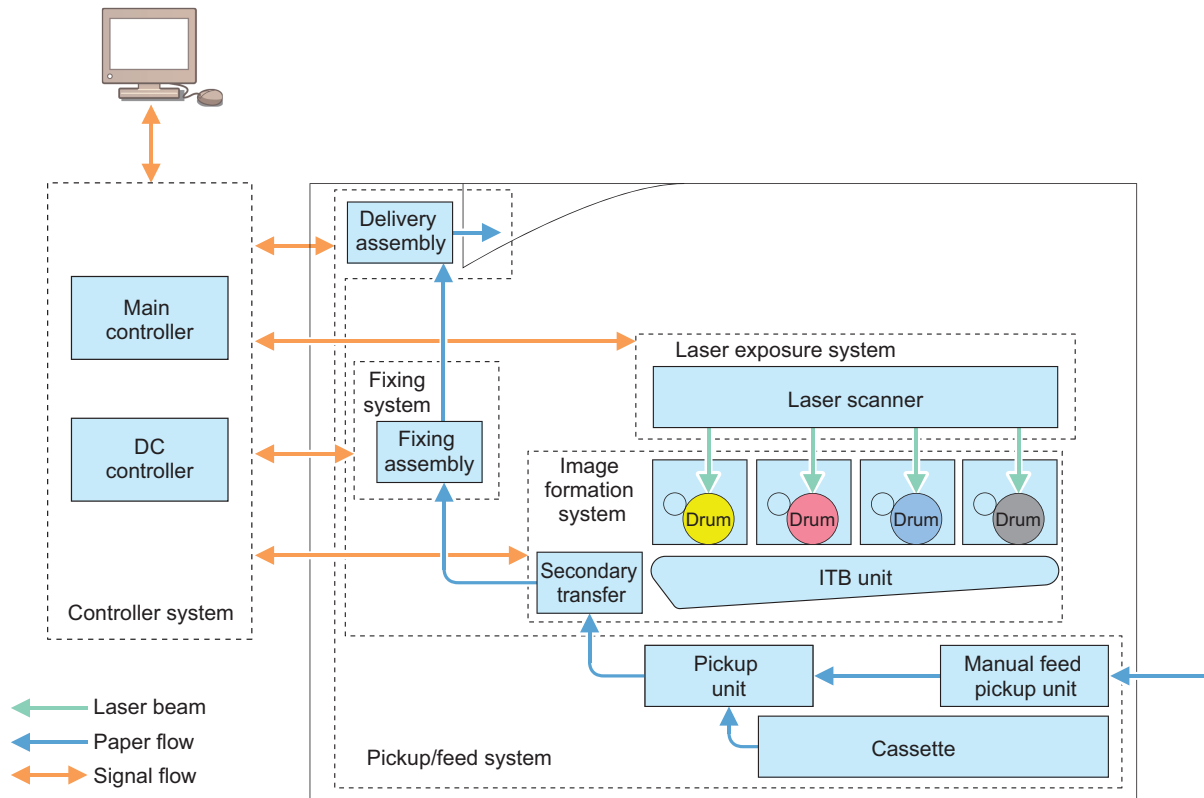 Delivery
assembly
Main
controller
Laser exposure system
Laser scanner
Fixing
system
DC
controller
Fixing
assembly
Image
formation
system
Drum
Drum
Drum
Drum
Secondary
transfer
ITB unit
Controller system
Pickup
unit
Manual feed
pickup unit
Cassette
Pickup/feed system
Laser beam
Paper flow
Signal flow